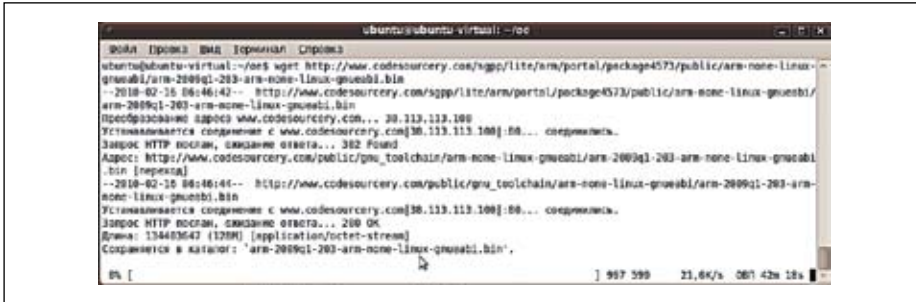 ubuntu@ubuntu-virtual: ~/oe
Файл Правка Вид Терминал Справка
ubuntu@ubuntu-virtual:~/oe$ wget http://www.codesourcery.com/sgpp/lite/arm/portal/package4573/public/arm-none-linux-
gnueabi/arm-2009q1-203-arm-none-linux-gnueabi.bin
--2010-02-16 06:46:42-- http://www.codesourcery.com/sgpp/lite/arm/portal/package4573/public/arm-none-linux-gnueabi/
arm-2009q1-203-arm-none-linux-gnueabi.bin
Преобразование адреса www.codesourcery.com... 38.113.113.100
Устанавливается соединение с www.codesourcery.com|38.113.113.100|:80... соединились.
Запрос HTTP послан, ожидание ответа... 302 Found
Адрес: http://www.codesourcery.com/public/gnu_toolchain/arm-none-linux-gnueabi/arm-2009q1-203-arm-none-linux-gnueabi
.bin [переход]
--2010-02-16 06:46:44-- http://www.codesourcery.com/public/gnu_toolchain/arm-none-linux-gnueabi/arm-2009q1-203-arm-
none-linux-gnueabi.bin
Устанавливается соединение с www.codesourcery.com|38.113.113.100|:80... соединились.
Запрос HTTP послан, ожидание ответа... 200 OK
Длина: 134403647 (128M) [application/octet-stream]
Сохраняется в каталог: 'arm-2009q1-203-arm-none-linux-gnueabi.bin'.
0% [ ] 967 399 21,6K/s ОВП 42m 18s